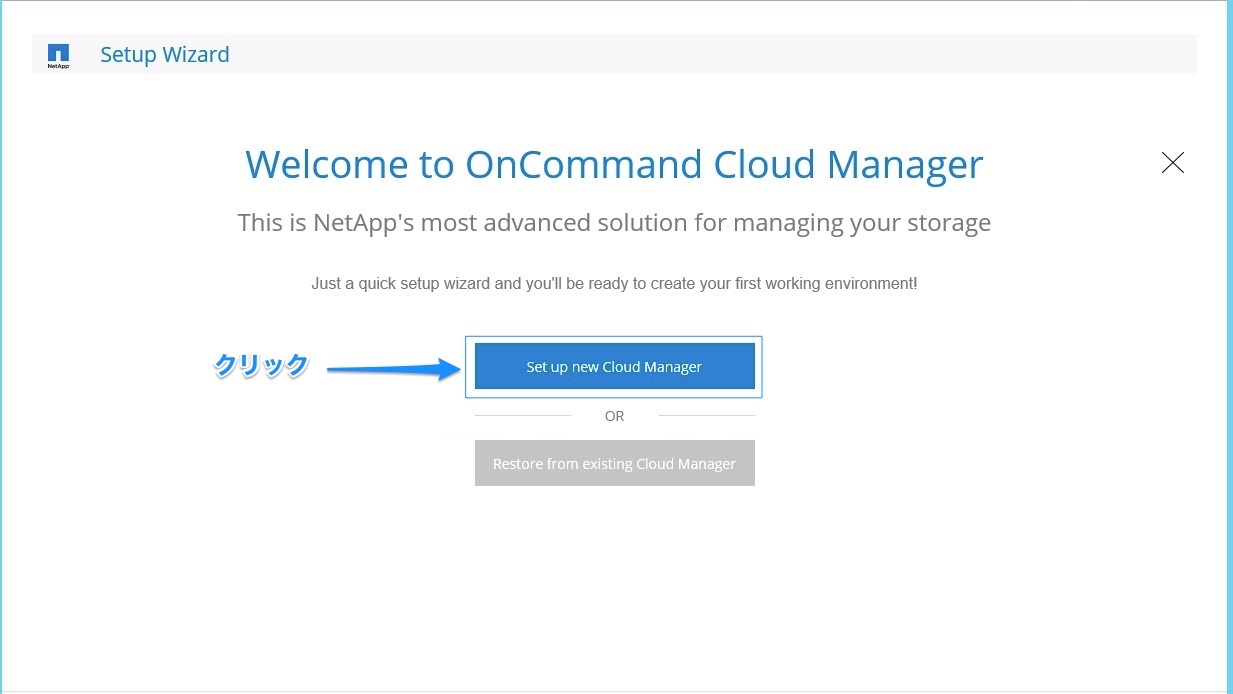 NetApp
Setup Wizard
Welcome to OnCommand Cloud Manager
This is NetApp's most advanced solution for managing your storage
Just a quick setup wizard and you'll be ready to create your first working environment!
クリック
Set up new Cloud Manager
OR
Restore from existing Cloud Manager